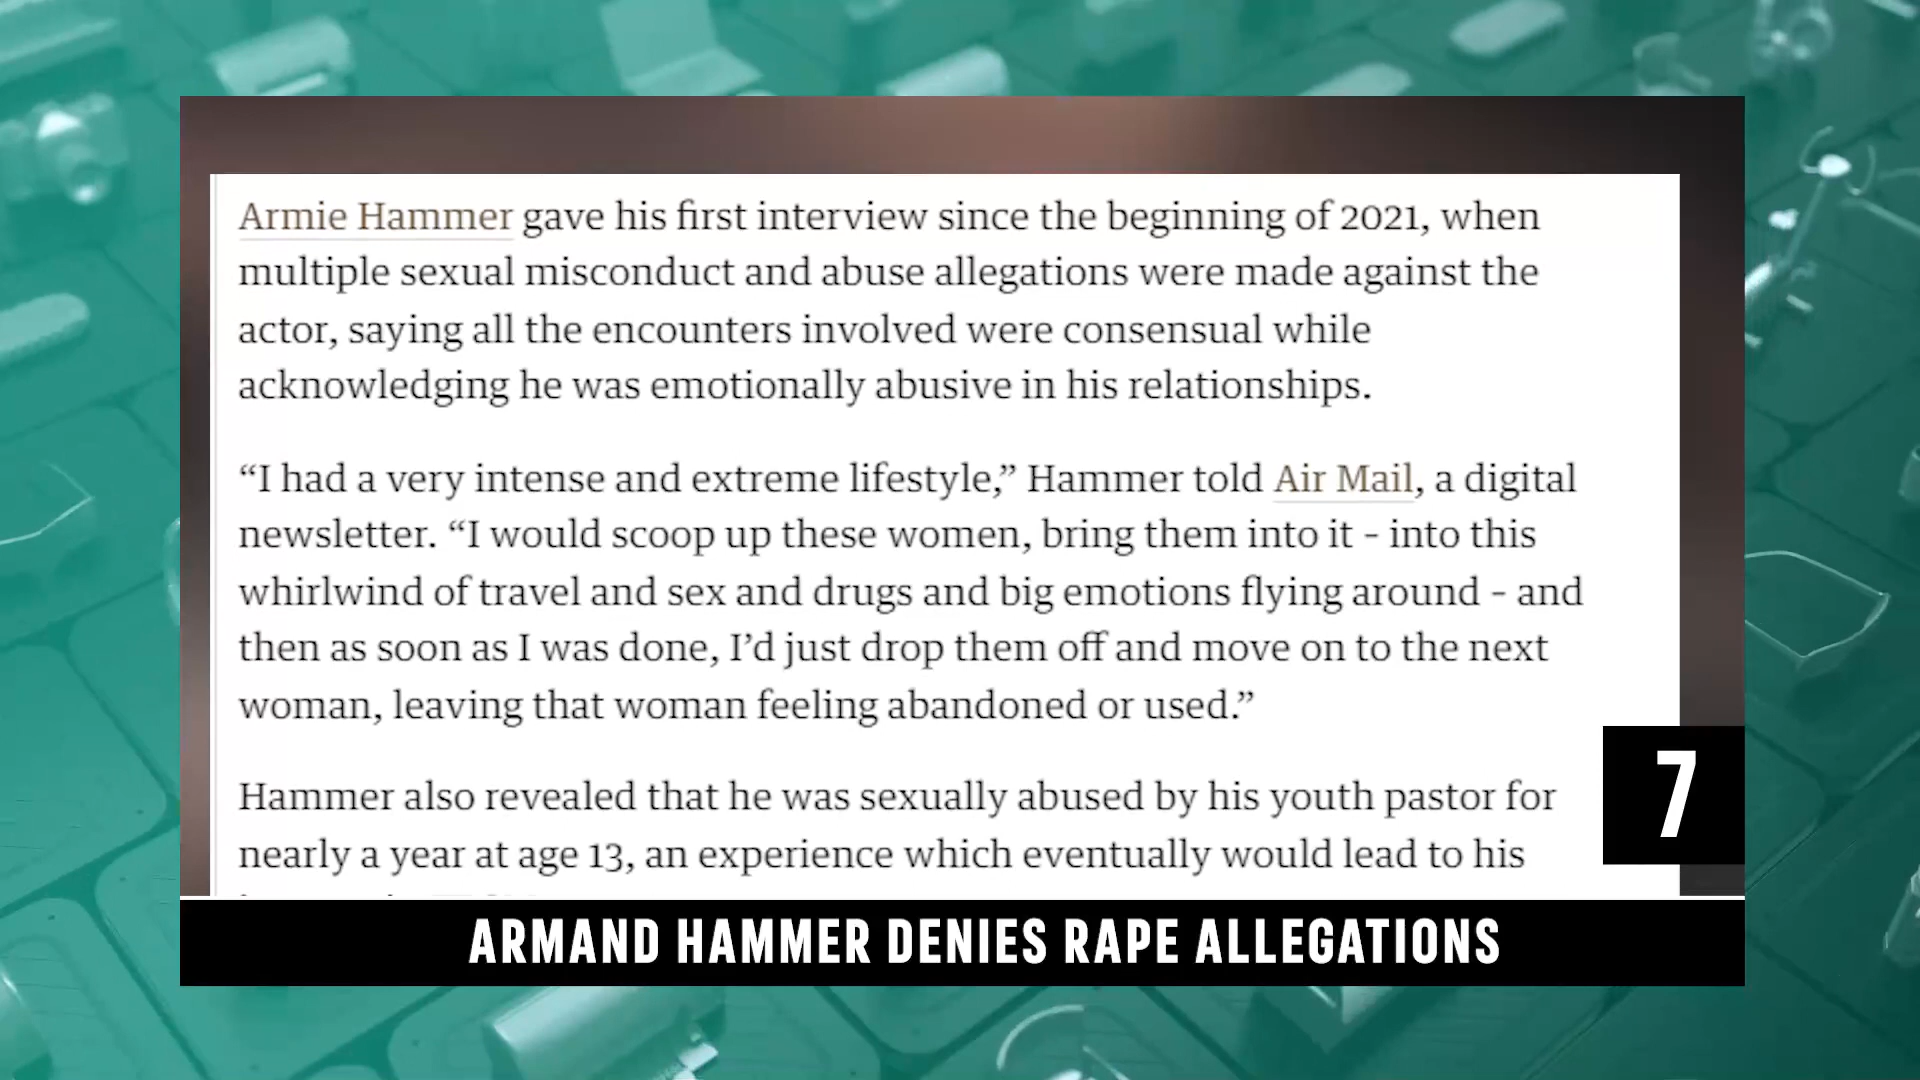 Armie Hammer gave his first interview since the beginning of 2021, when
multiple sexual misconduct and abuse allegations were made against the
actor, saying all the encounters involved were consensual while
acknowledging he was emotionally abusive in his relationships.
“I had a very intense and extreme lifestyle,” Hammer told Air Mail, a digital
newsletter. “I would scoop up these women, bring them into it - into this
whirlwind of travel and sex and drugs and big emotions flying around - and
then as soon as I was done, I’d just drop them off and move on to the next
woman, leaving that woman feeling abandoned or used.”
Hammer also revealed that he was sexually abused by his youth pastor for
nearly a year at age 13, an experience which eventually would lead to his
7
ARMAND HAMMER DENIES RAPE ALLEGATIONS